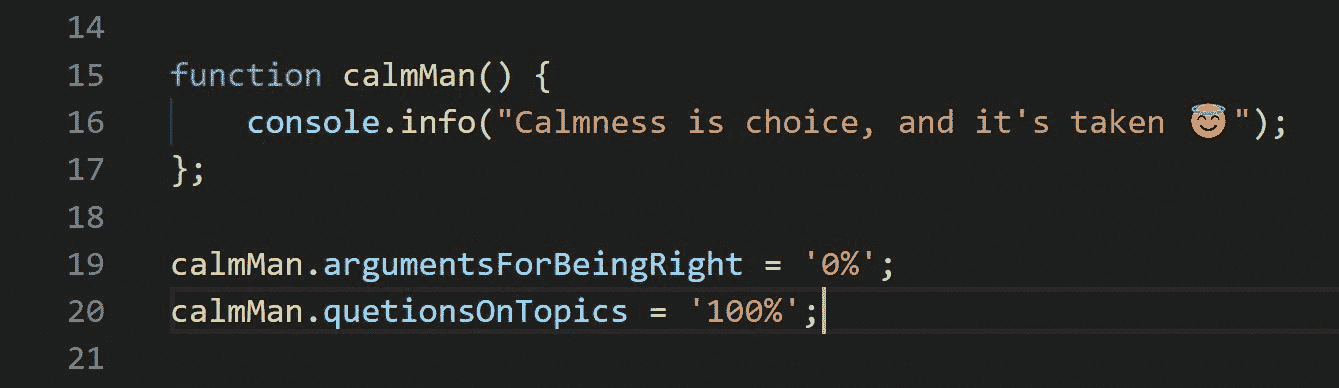 14
15 function calmMan() {
16 console.info("Calmness is choice, and it's taken 😇");
17 };
18
19 calmMan.argumentsForBeingRight = '0%';
20 calmMan.quetionsOnTopics = '100%';
21